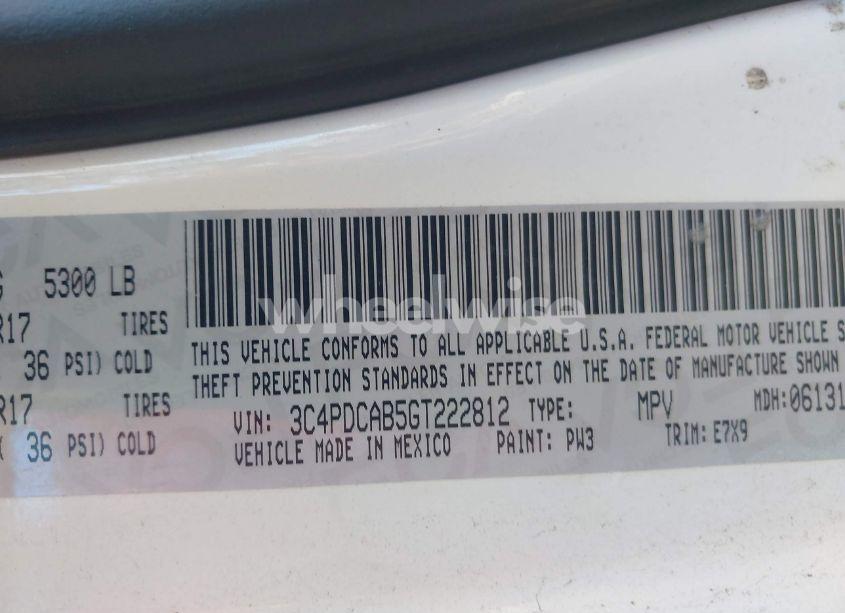 5300 LB
R17 TIRES
36 PSI) COLD
R17 TIRES
( 36 PSI) COLD
THIS VEHICLE CONFORMS TO ALL APPLICABLE U.S.A. FEDERAL MOTOR VEHICLE S
THEFT PREVENTION STANDARDS IN EFFECT ON THE DATE OF MANUFACTURE SHOWN
VIN: 3C4PDCAB5GT222812 TYPE: MPV MDH:06131
VEHICLE MADE IN MEXICO PAINT: PW3 TRIM: E7X9
wheelwise